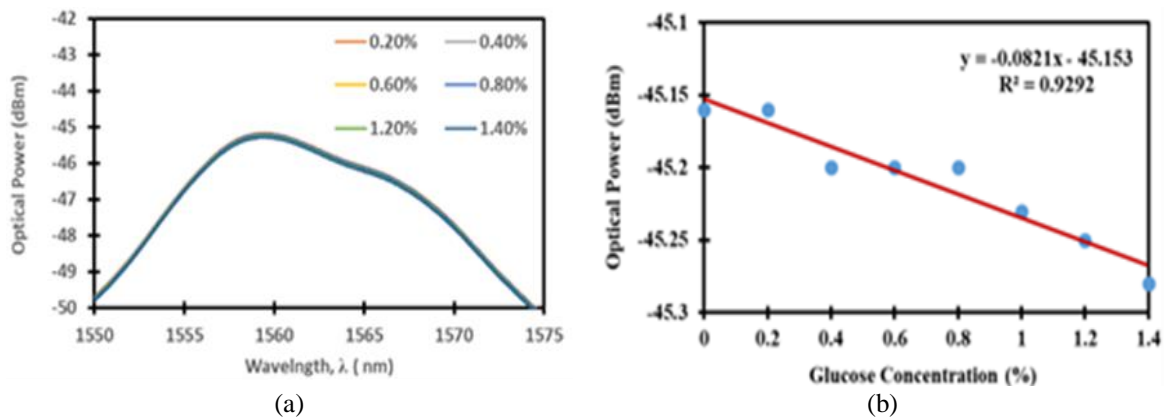 -42
-43
-44
-45
-46
-47
-48
-49
-50
Optical Power (dBm)
0.20% 0.40%
0.60% 0.80%
1.20% 1.40%
1550 1555 1560 1565 1570 1575
Wavelngth, λ ( nm)
(a)
-45.1
-45.15
-45.2
-45.25
-45.3
Optical Power (dBm)
y = -0.0821x - 45.153
R² = 0.9292
0 0.2 0.4 0.6 0.8 1 1.2 1.4
Glucose Concentration (%)
(b)